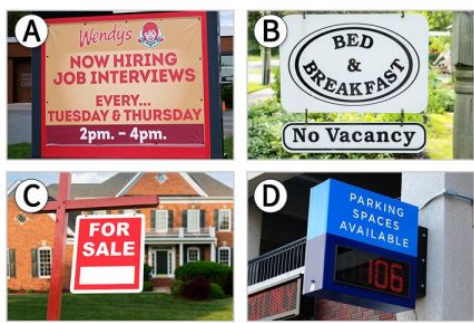 A
Wendy's
NOW HIRING
JOB INTERVIEWS
EVERY...
TUESDAY & THURSDAY
2pm. – 4pm.
B
BED
&
BREAKFAST
No Vacancy
C
FOR
SALE
D
PARKING
SPACES
AVAILABLE
106